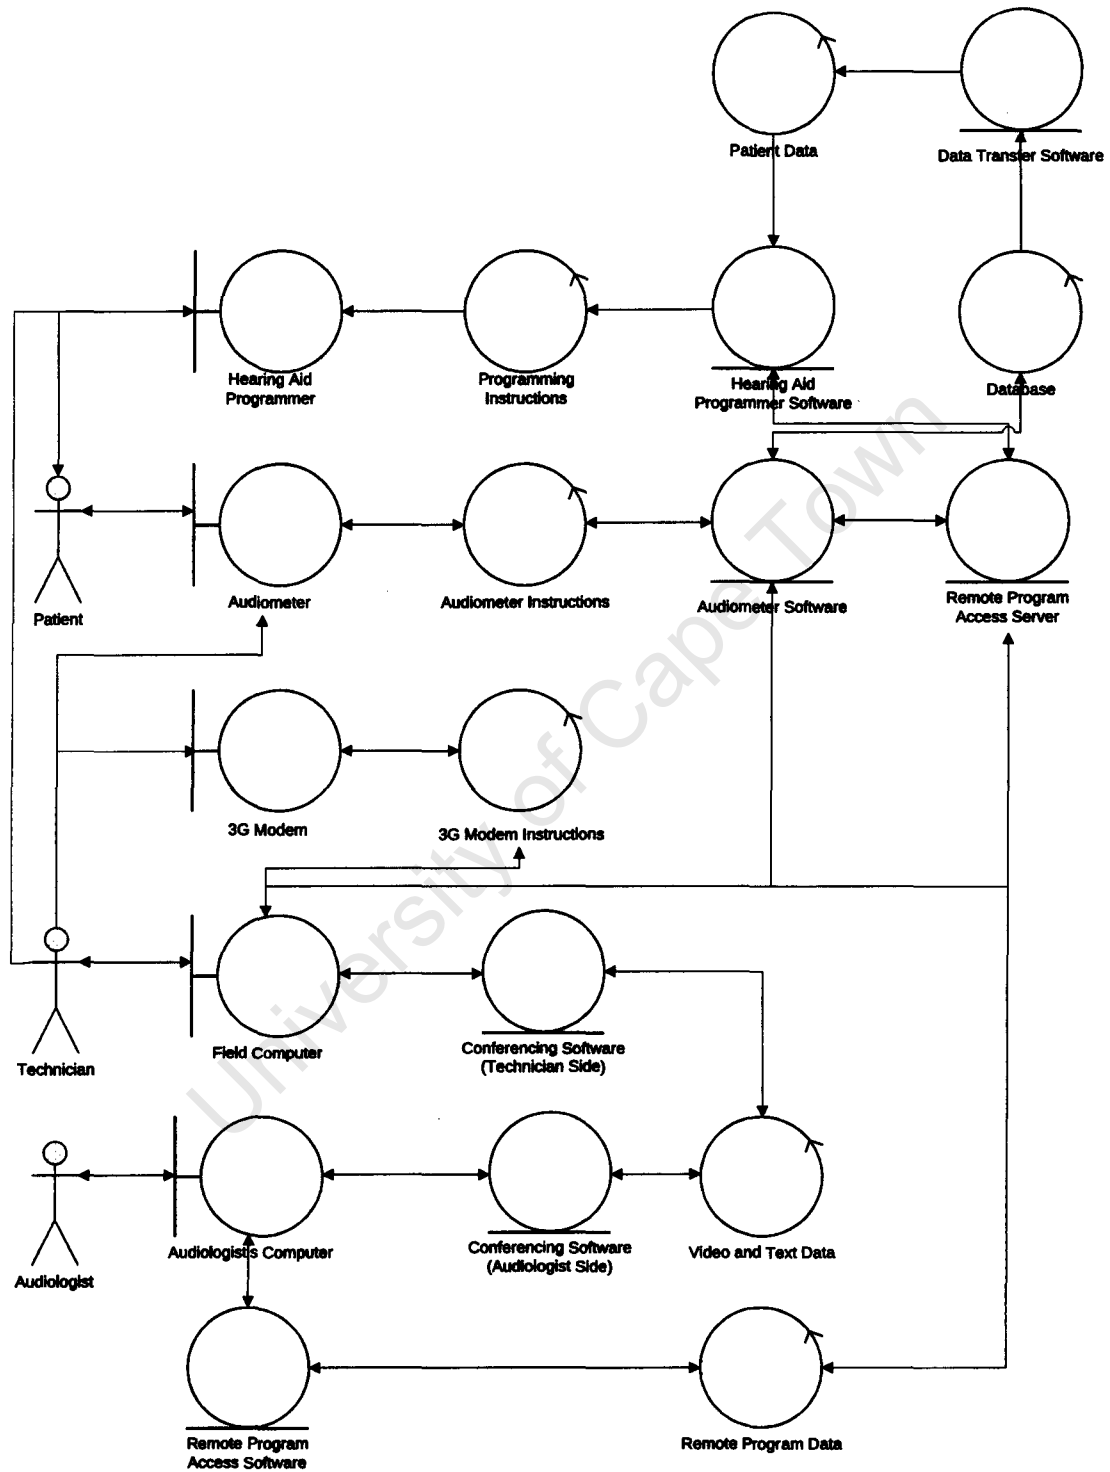 Patient Data
Data Transfer Software
Hearing Aid
Programmer
Programming
Instructions
Hearing Aid
Programmer Software
Database
Patient
Audiometer
Audiometer Instructions
Audiometer Software
Remote Program
Access Server
3G Modem
3G Modem Instructions
Technician
Field Computer
Conferencing Software
(Technician Side)
Audiologist
Audiologist's Computer
Conferencing Software
(Audiologist Side)
Video and Text Data
Remote Program
Access Software
Remote Program Data
University of Cape Town